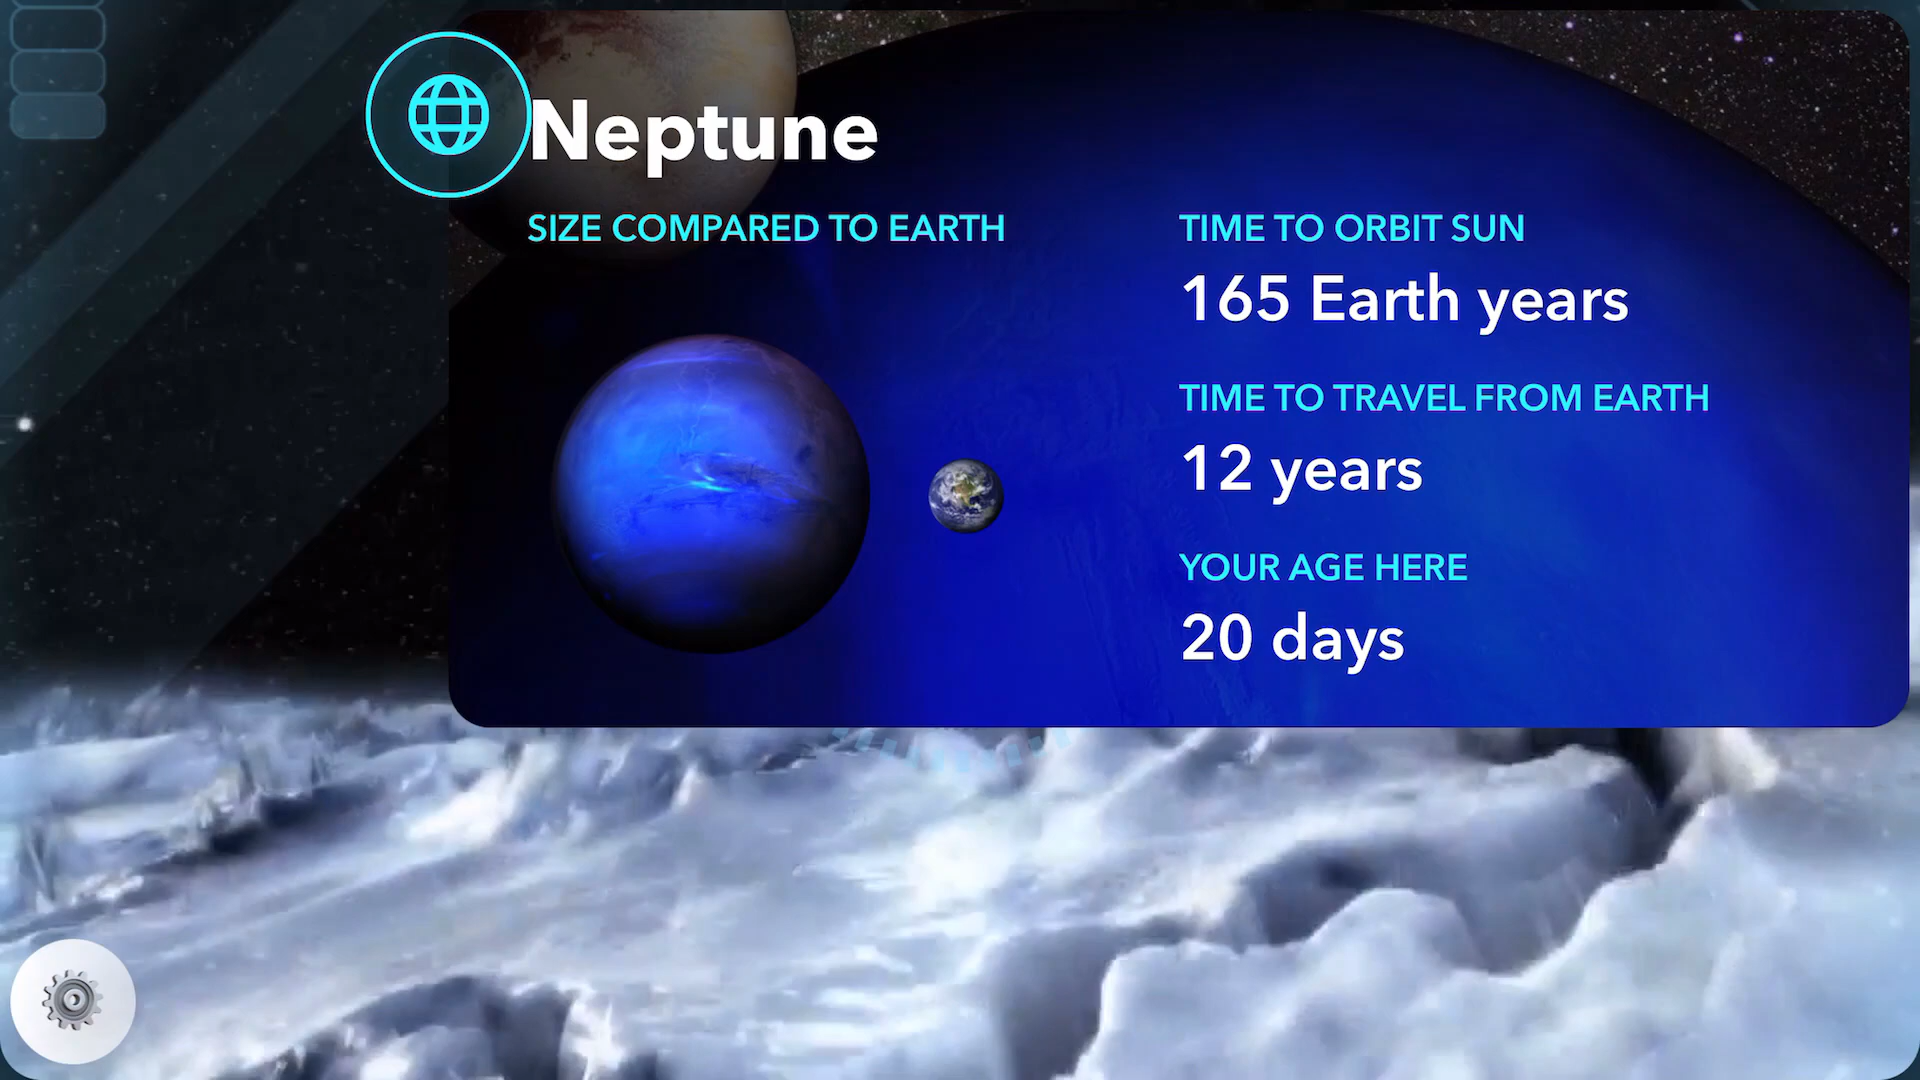 Neptune
SIZE COMPARED TO EARTH
TIME TO ORBIT SUN
165 Earth years
TIME TO TRAVEL FROM EARTH
12 years
YOUR AGE HERE
20 days